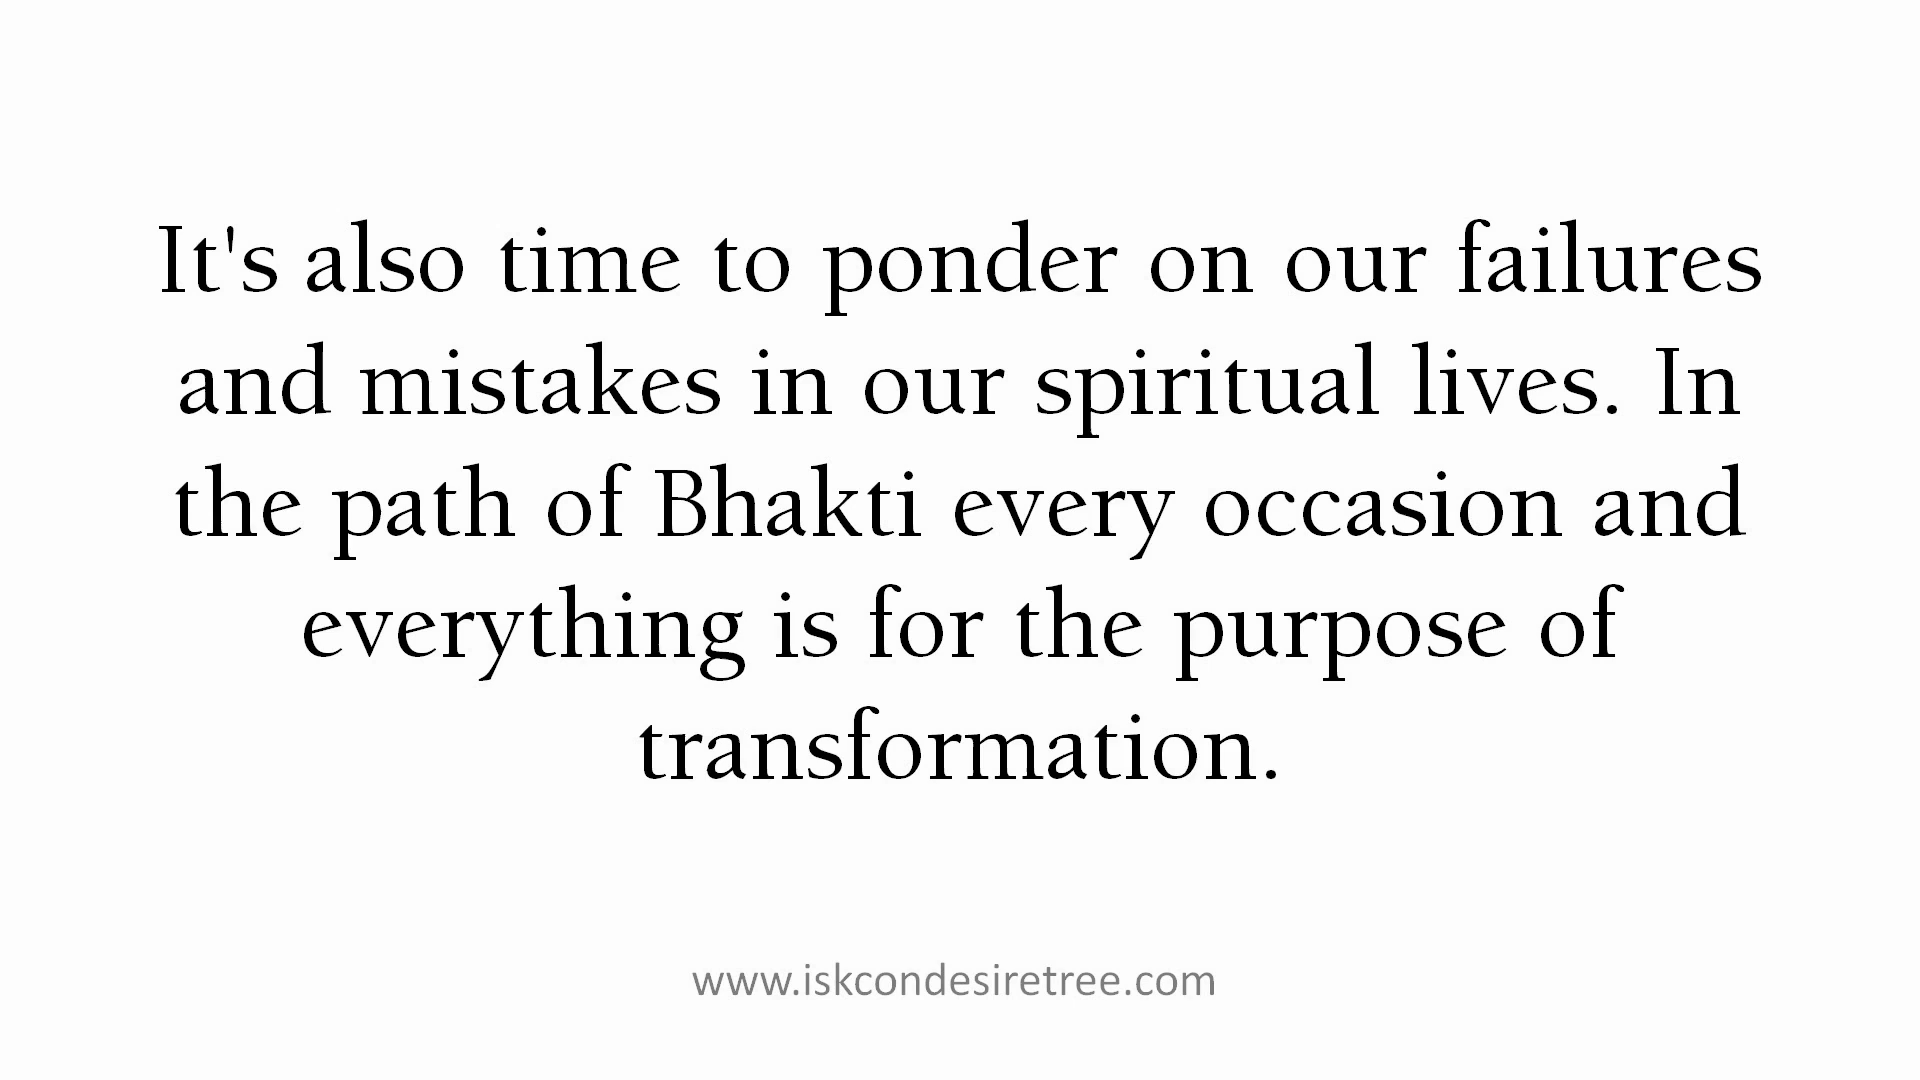 It's also time to ponder on our failures
and mistakes in our spiritual lives. In
the path of Bhakti every occasion and
everything is for the purpose of
transformation.
www.iskcondesiretree.com